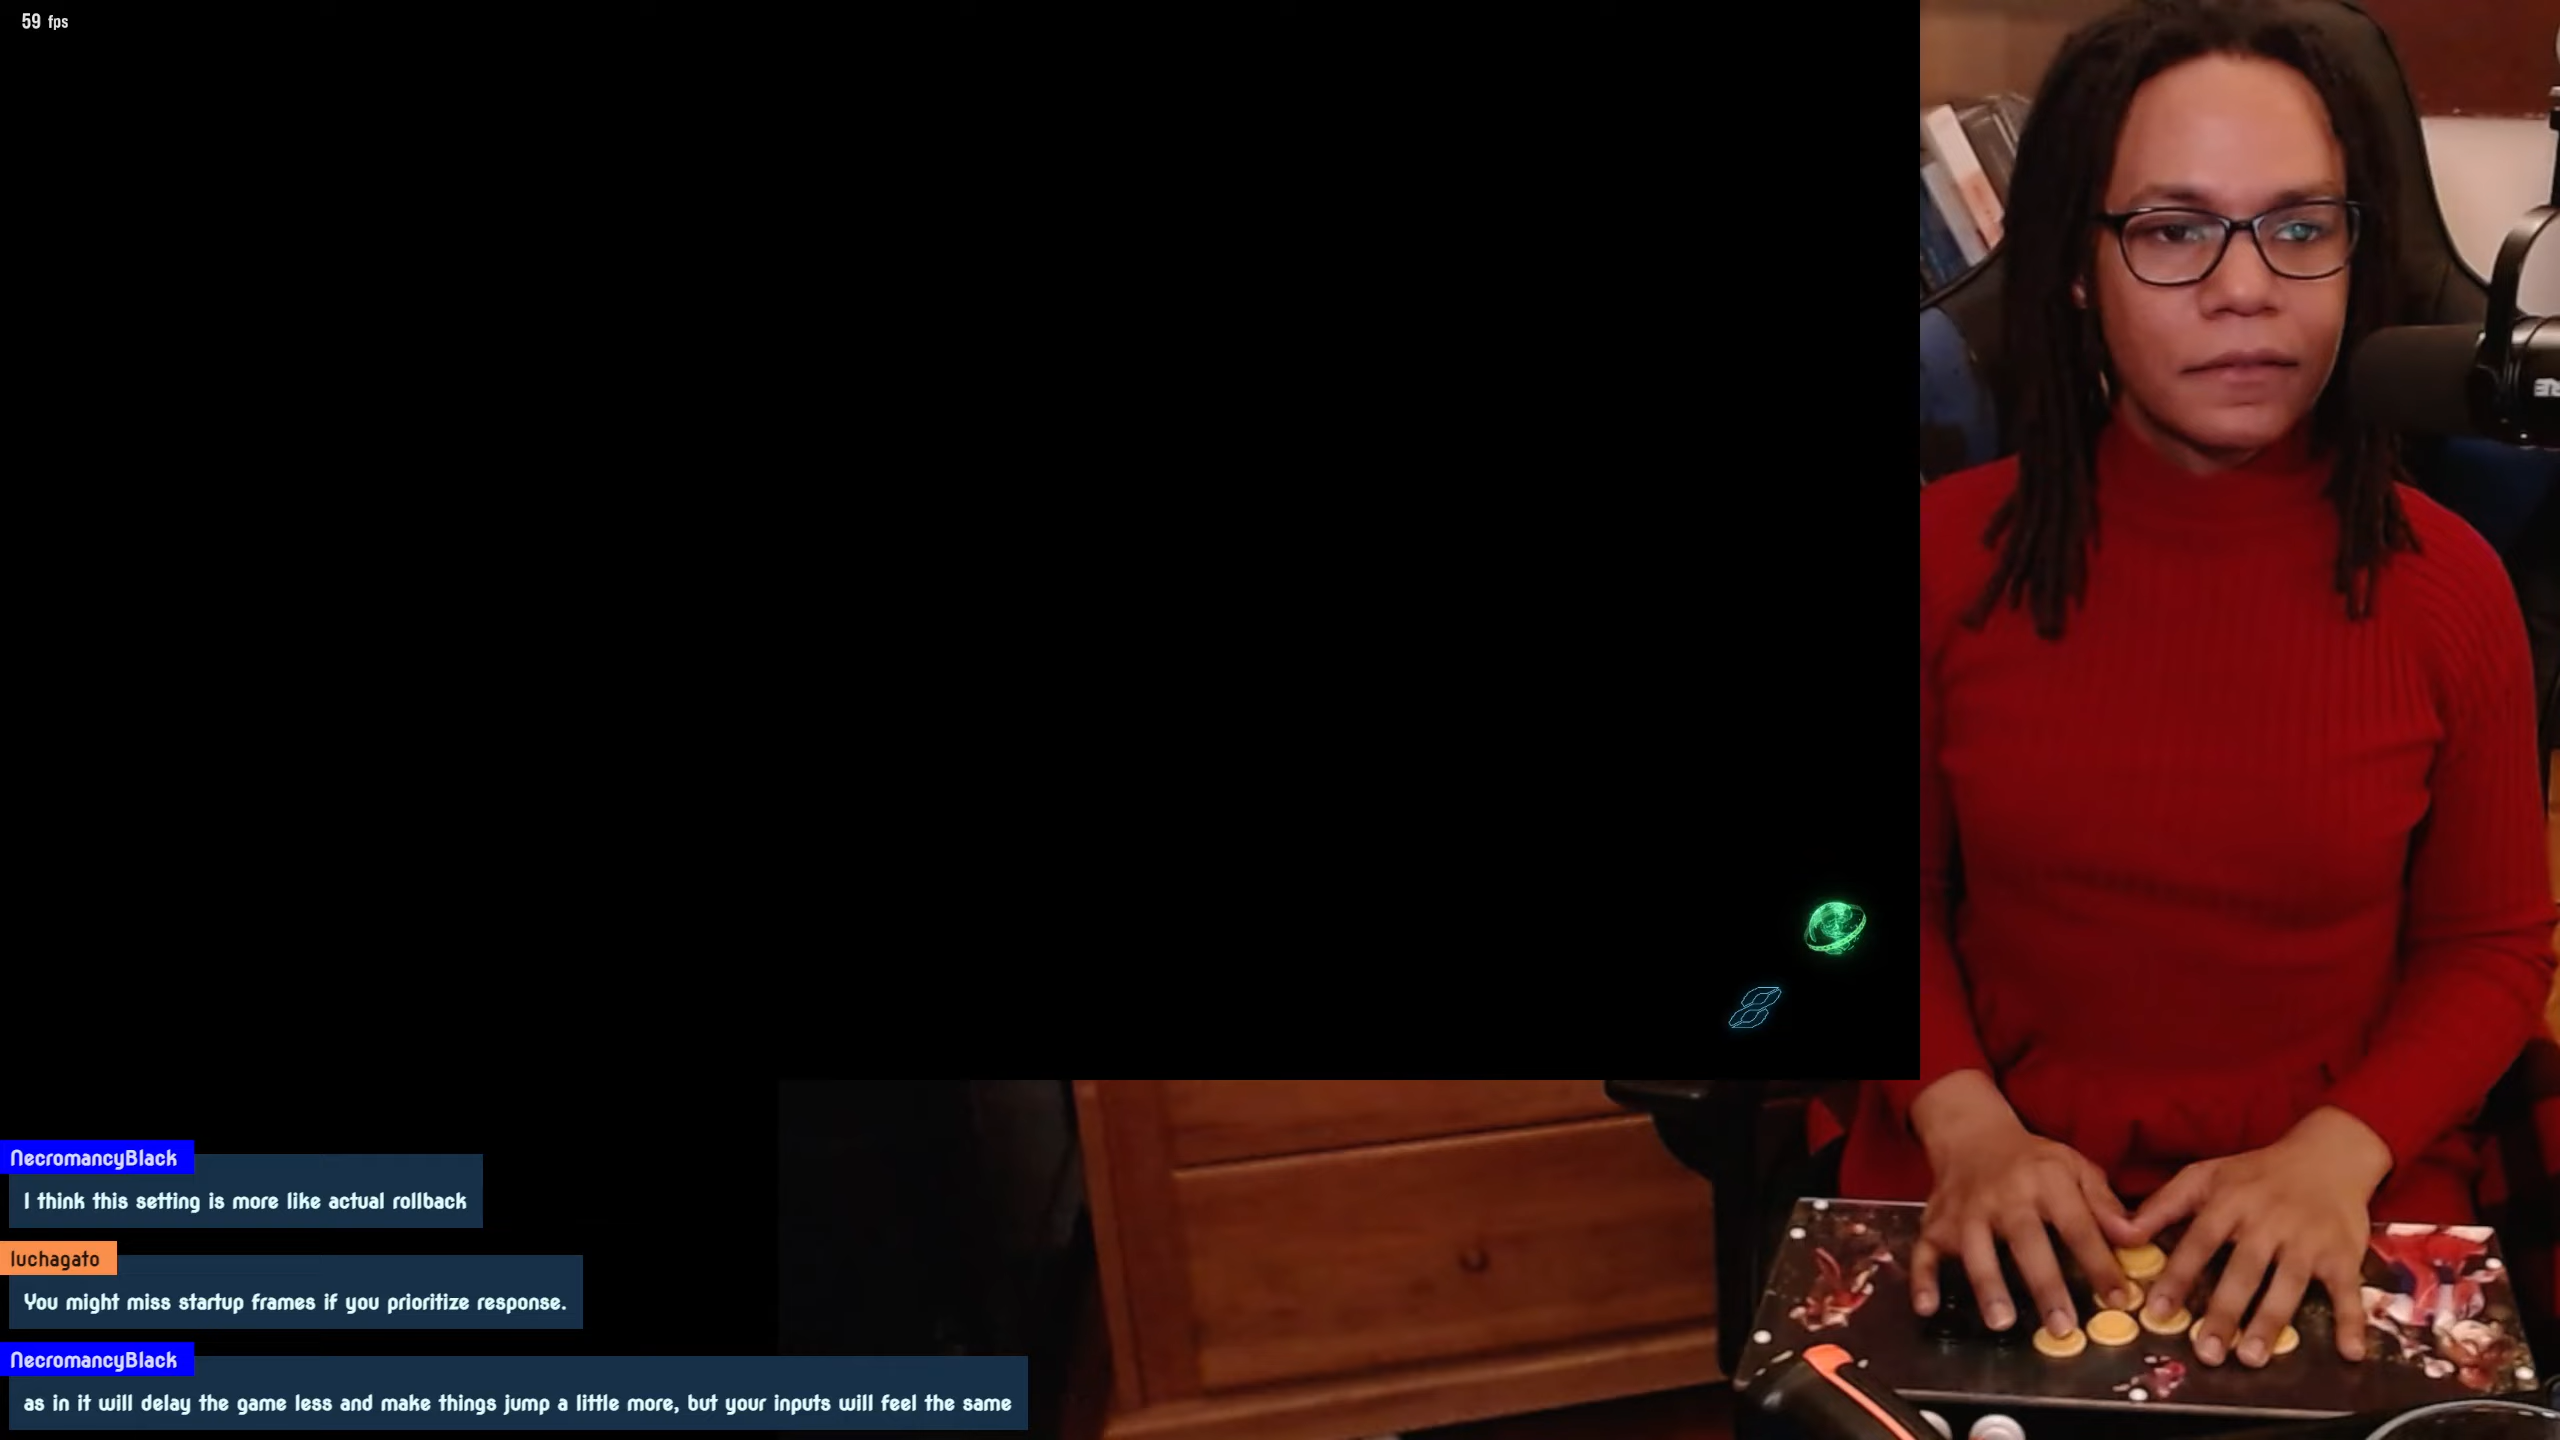 59 fps
8
NecromancyBlack
I think this setting is more like actual rollback
luchagato
You might miss startup frames if you prioritize response.
NecromancyBlack
as in it will delay the game less and make things jump a little more, but your inputs will feel the same